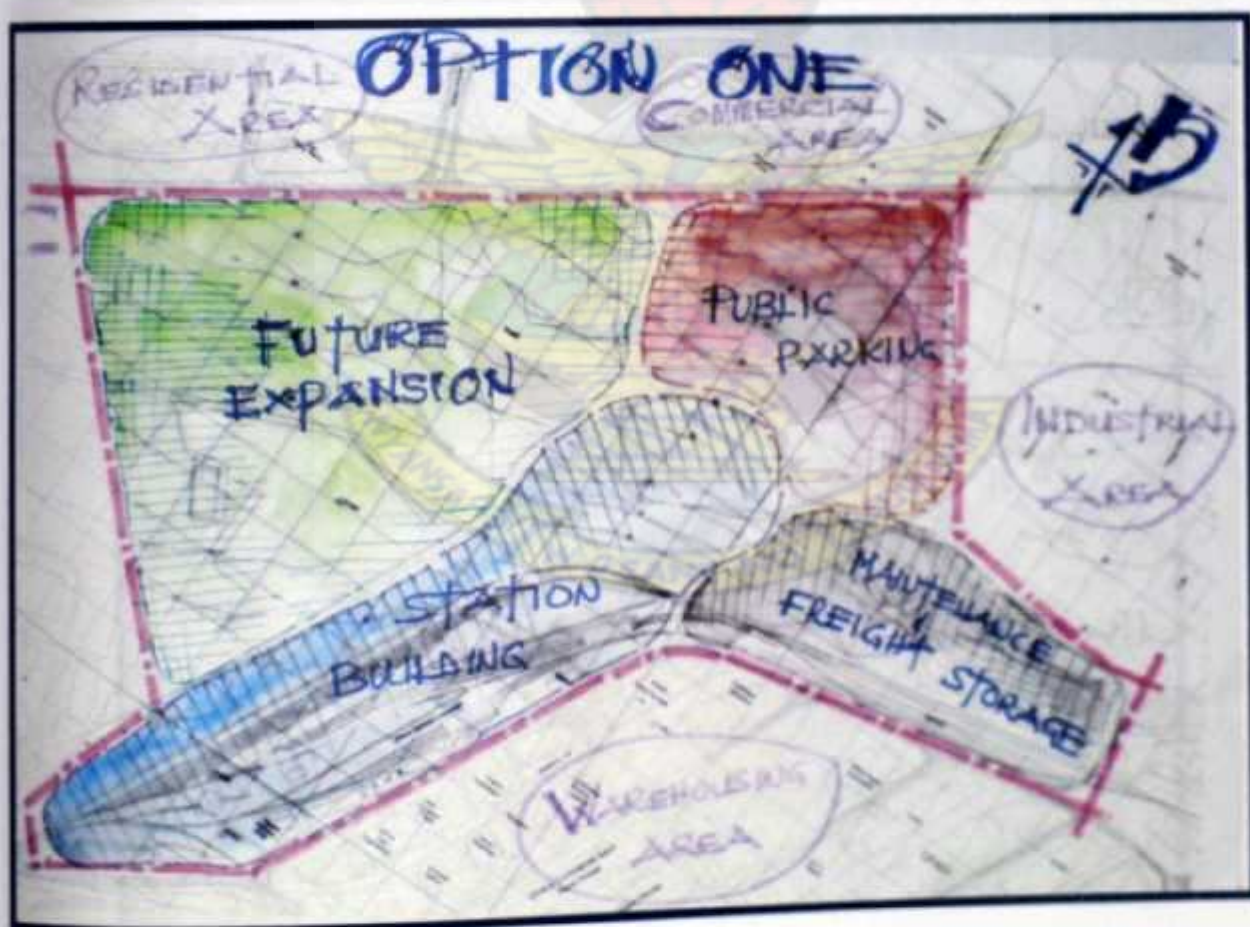 OPTION ONE
RESIDENTIAL
AREA
COMMERCIAL
AREA
FUTURE
EXPANSION
PUBLIC
PARKING
INDUSTRIAL
AREA
STATION
BUILDING
MAINTENANCE
FREIGHT STORAGE
WAREHOUSING
AREA